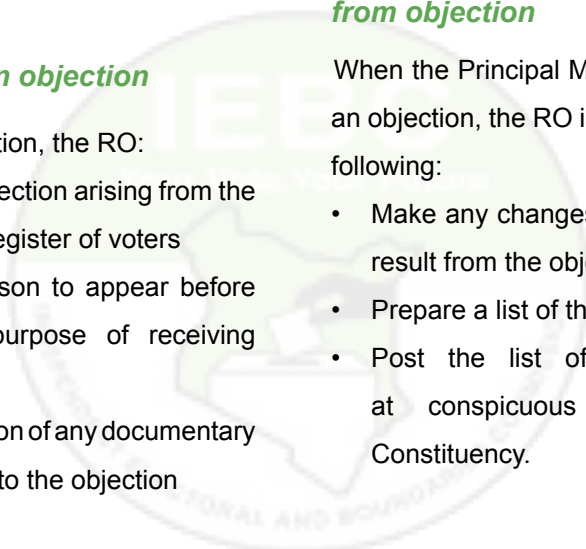 n objection
tion, the RO:
ection arising from the
egister of voters
son to appear before
purpose of receiving
on of any documentary
to the objection
from objection
When the Principal M
an objection, the RO i
following:
• Make any changes
result from the obj
• Prepare a list of th
• Post the list of
at conspicuous
Constituency.
IEBC